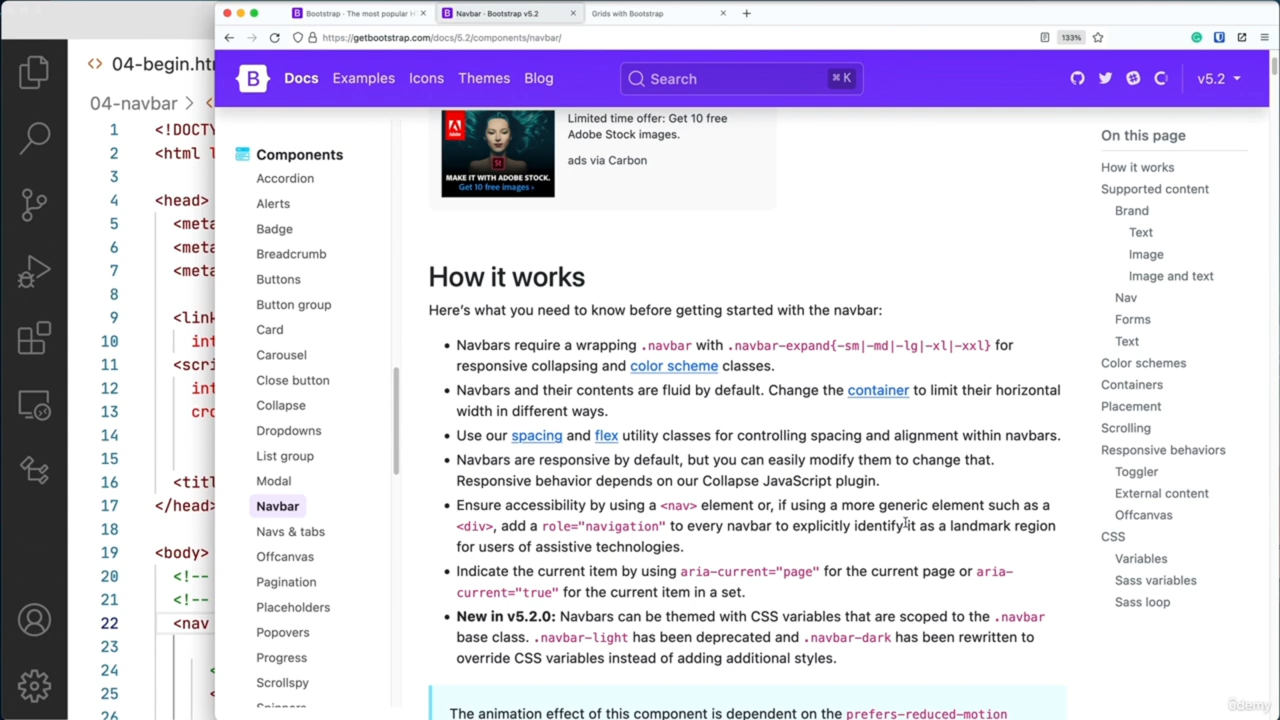 Bootstrap · The most popular H
Navbar · Bootstrap v5.2
Grids with Bootstrap
https://getbootstrap.com/docs/5.2/components/navbar/
133%
B
Docs
Examples
Icons
Themes
Blog
Search
⌘ K
v5.2
04-begin.htm
04-navbar >
1 <!DOCTY
2 <html l
3
4 <head>
5 <meta
6 <meta
7 <meta
8
9 <link
10 int
11 <scri
12 int
13 cro
14
15
16 <titl
17 </head>
18
19 <body>
20 <!--
21 <!--
22 <nav
23
24
25
26
Components
Accordion
Alerts
Badge
Breadcrumb
Buttons
Button group
Card
Carousel
Close button
Collapse
Dropdowns
List group
Modal
Navbar
Navs & tabs
Offcanvas
Pagination
Placeholders
Popovers
Progress
Scrollspy
Spinners
MAKE IT WITH ADOBE STOCK.
Get 10 free images ›
St
Limited time offer: Get 10 free
Adobe Stock images.
ads via Carbon
How it works
Here's what you need to know before getting started with the navbar:
• Navbars require a wrapping .navbar with .navbar-expand{-sm|-md|-lg|-xl|-xxl} for
responsive collapsing and color scheme classes.
• Navbars and their contents are fluid by default. Change the container to limit their horizontal
width in different ways.
• Use our spacing and flex utility classes for controlling spacing and alignment within navbars.
• Navbars are responsive by default, but you can easily modify them to change that.
Responsive behavior depends on our Collapse JavaScript plugin.
• Ensure accessibility by using a <nav> element or, if using a more generic element such as a
<div>, add a role="navigation" to every navbar to explicitly identify it as a landmark region
for users of assistive technologies.
• Indicate the current item by using aria-current="page" for the current page or aria-
current="true" for the current item in a set.
• New in v5.2.0: Navbars can be themed with CSS variables that are scoped to the .navbar
base class. .navbar-light has been deprecated and .navbar-dark has been rewritten to
override CSS variables instead of adding additional styles.
The animation effect of this component is dependent on the prefers-reduced-motion
On this page
How it works
Supported content
Brand
Text
Image
Image and text
Nav
Forms
Text
Color schemes
Containers
Placement
Scrolling
Responsive behaviors
Toggler
External content
Offcanvas
CSS
Variables
Sass variables
Sass loop
ûdemy